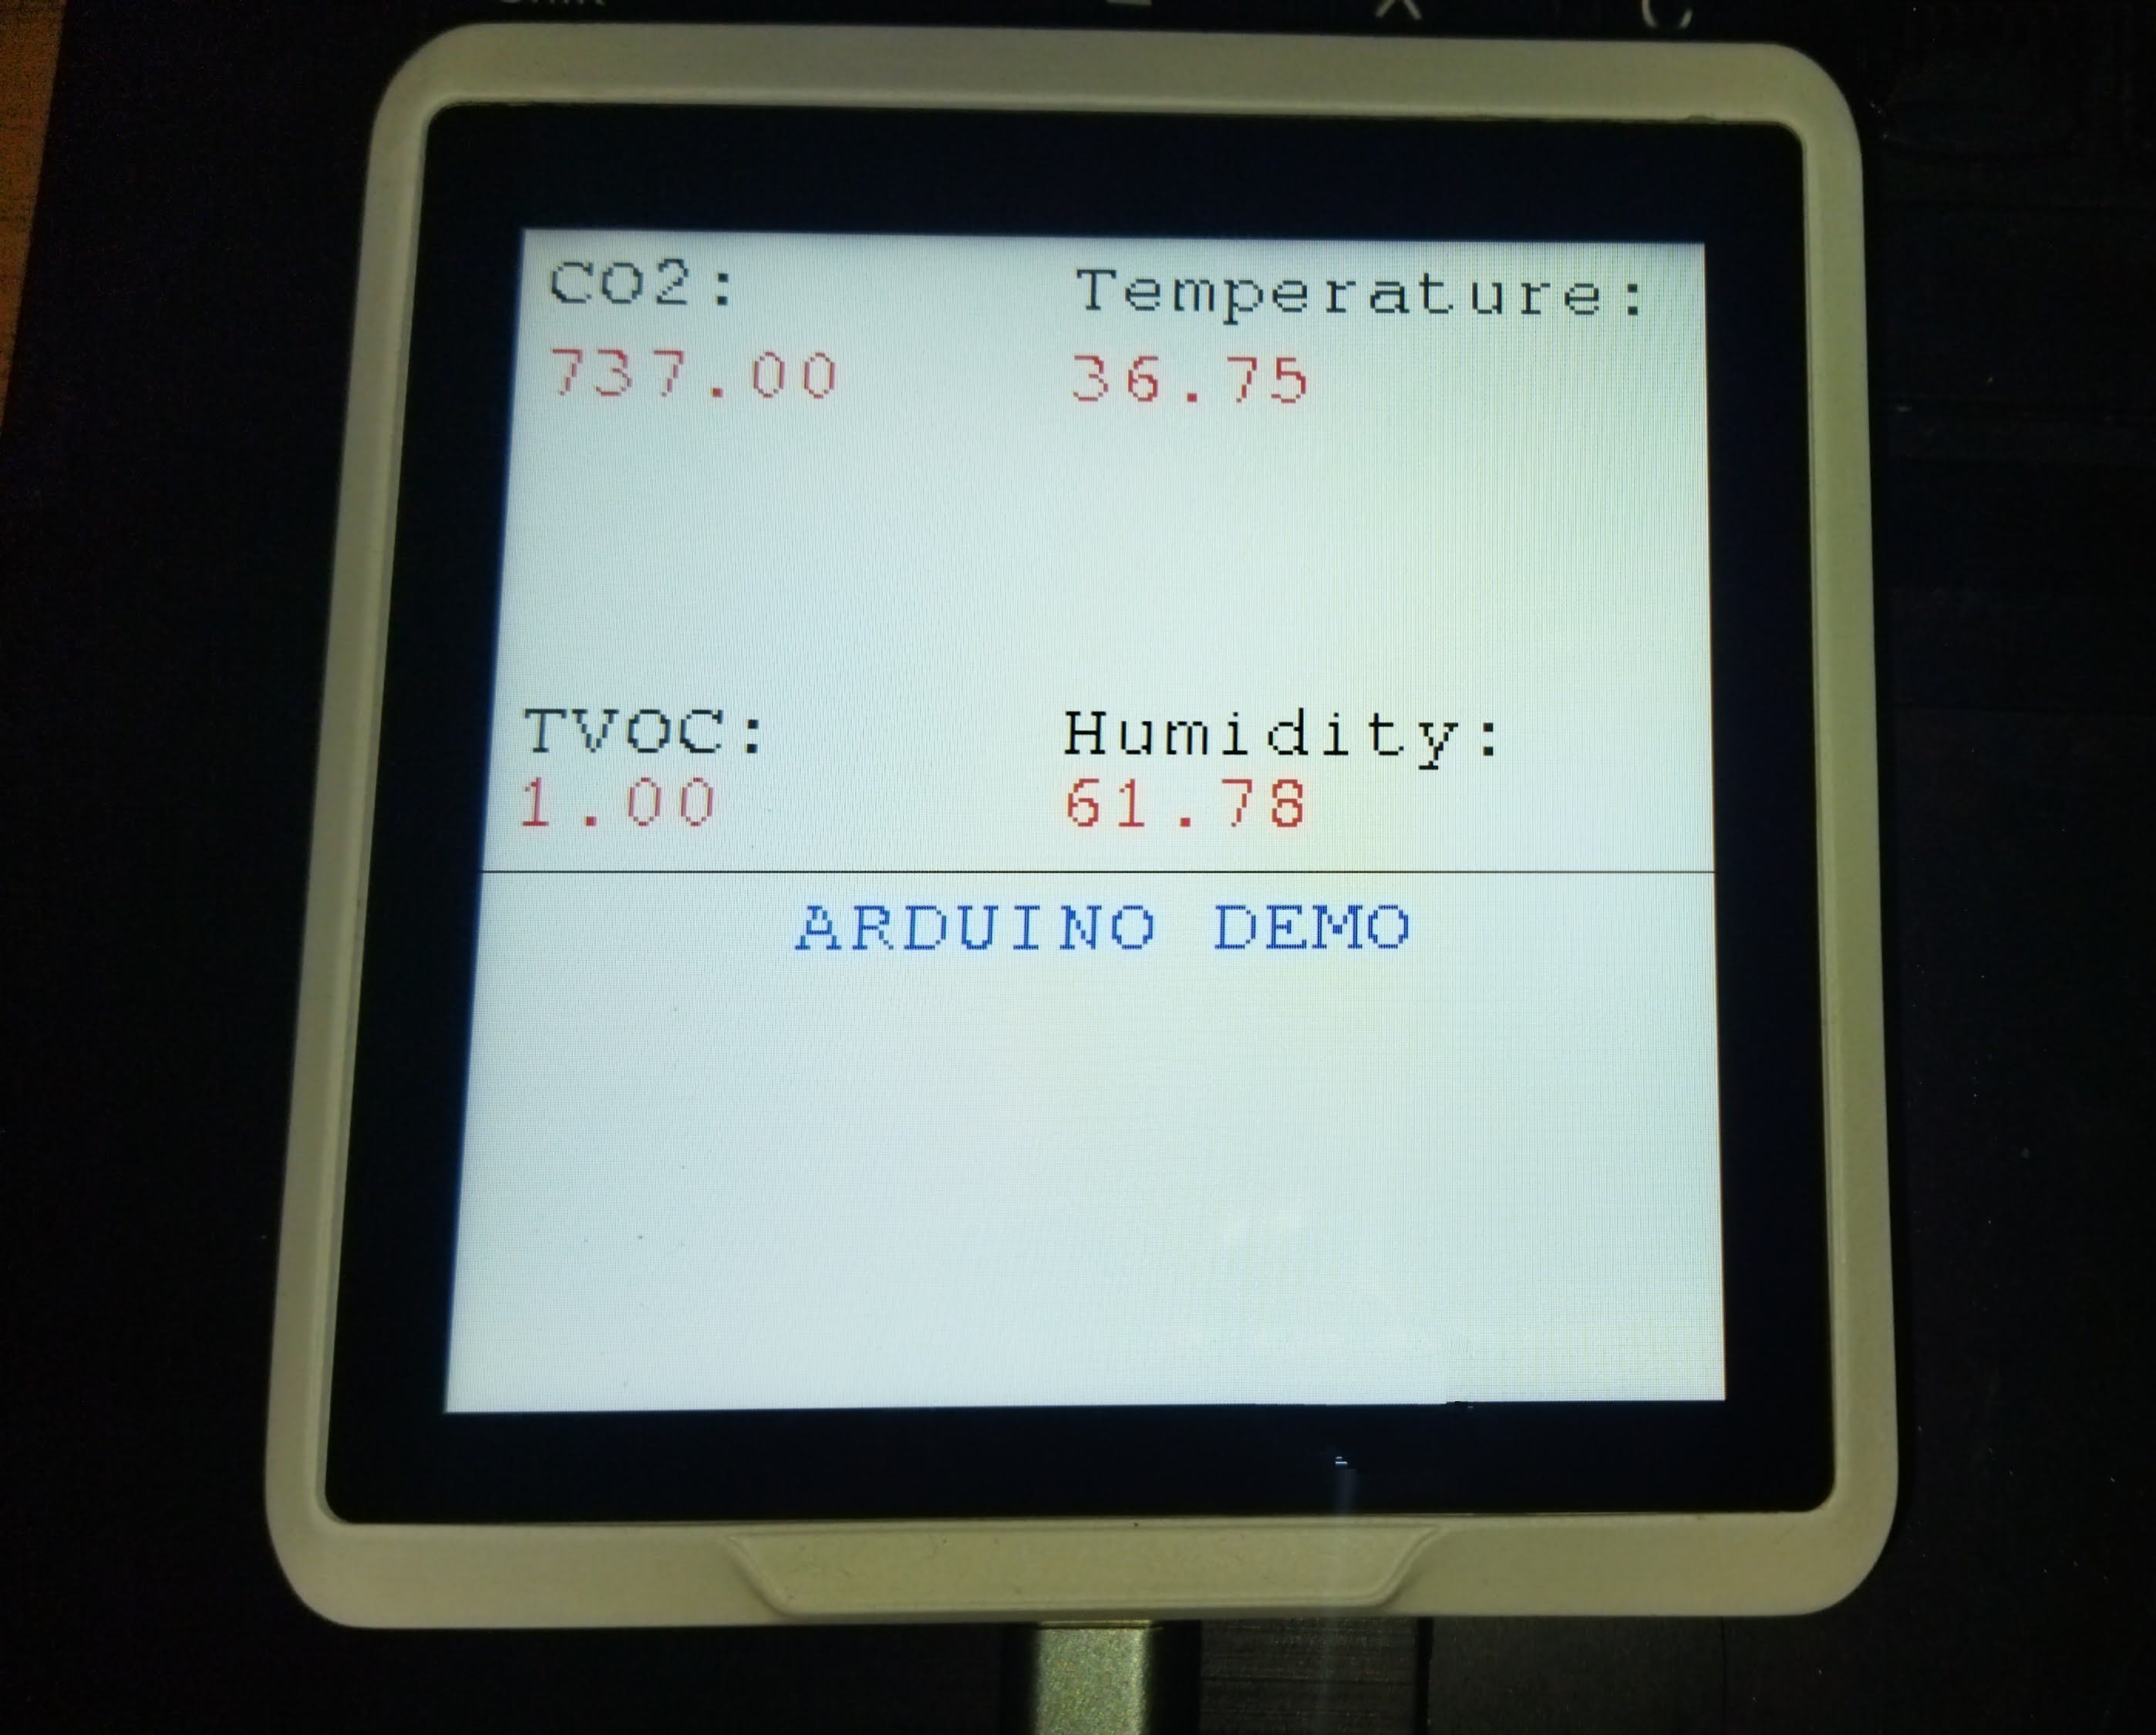 CO2:
737.00
Temperature:
36.75
TVOC:
1.00
Humidity:
61.78
ARDUINO DEMO